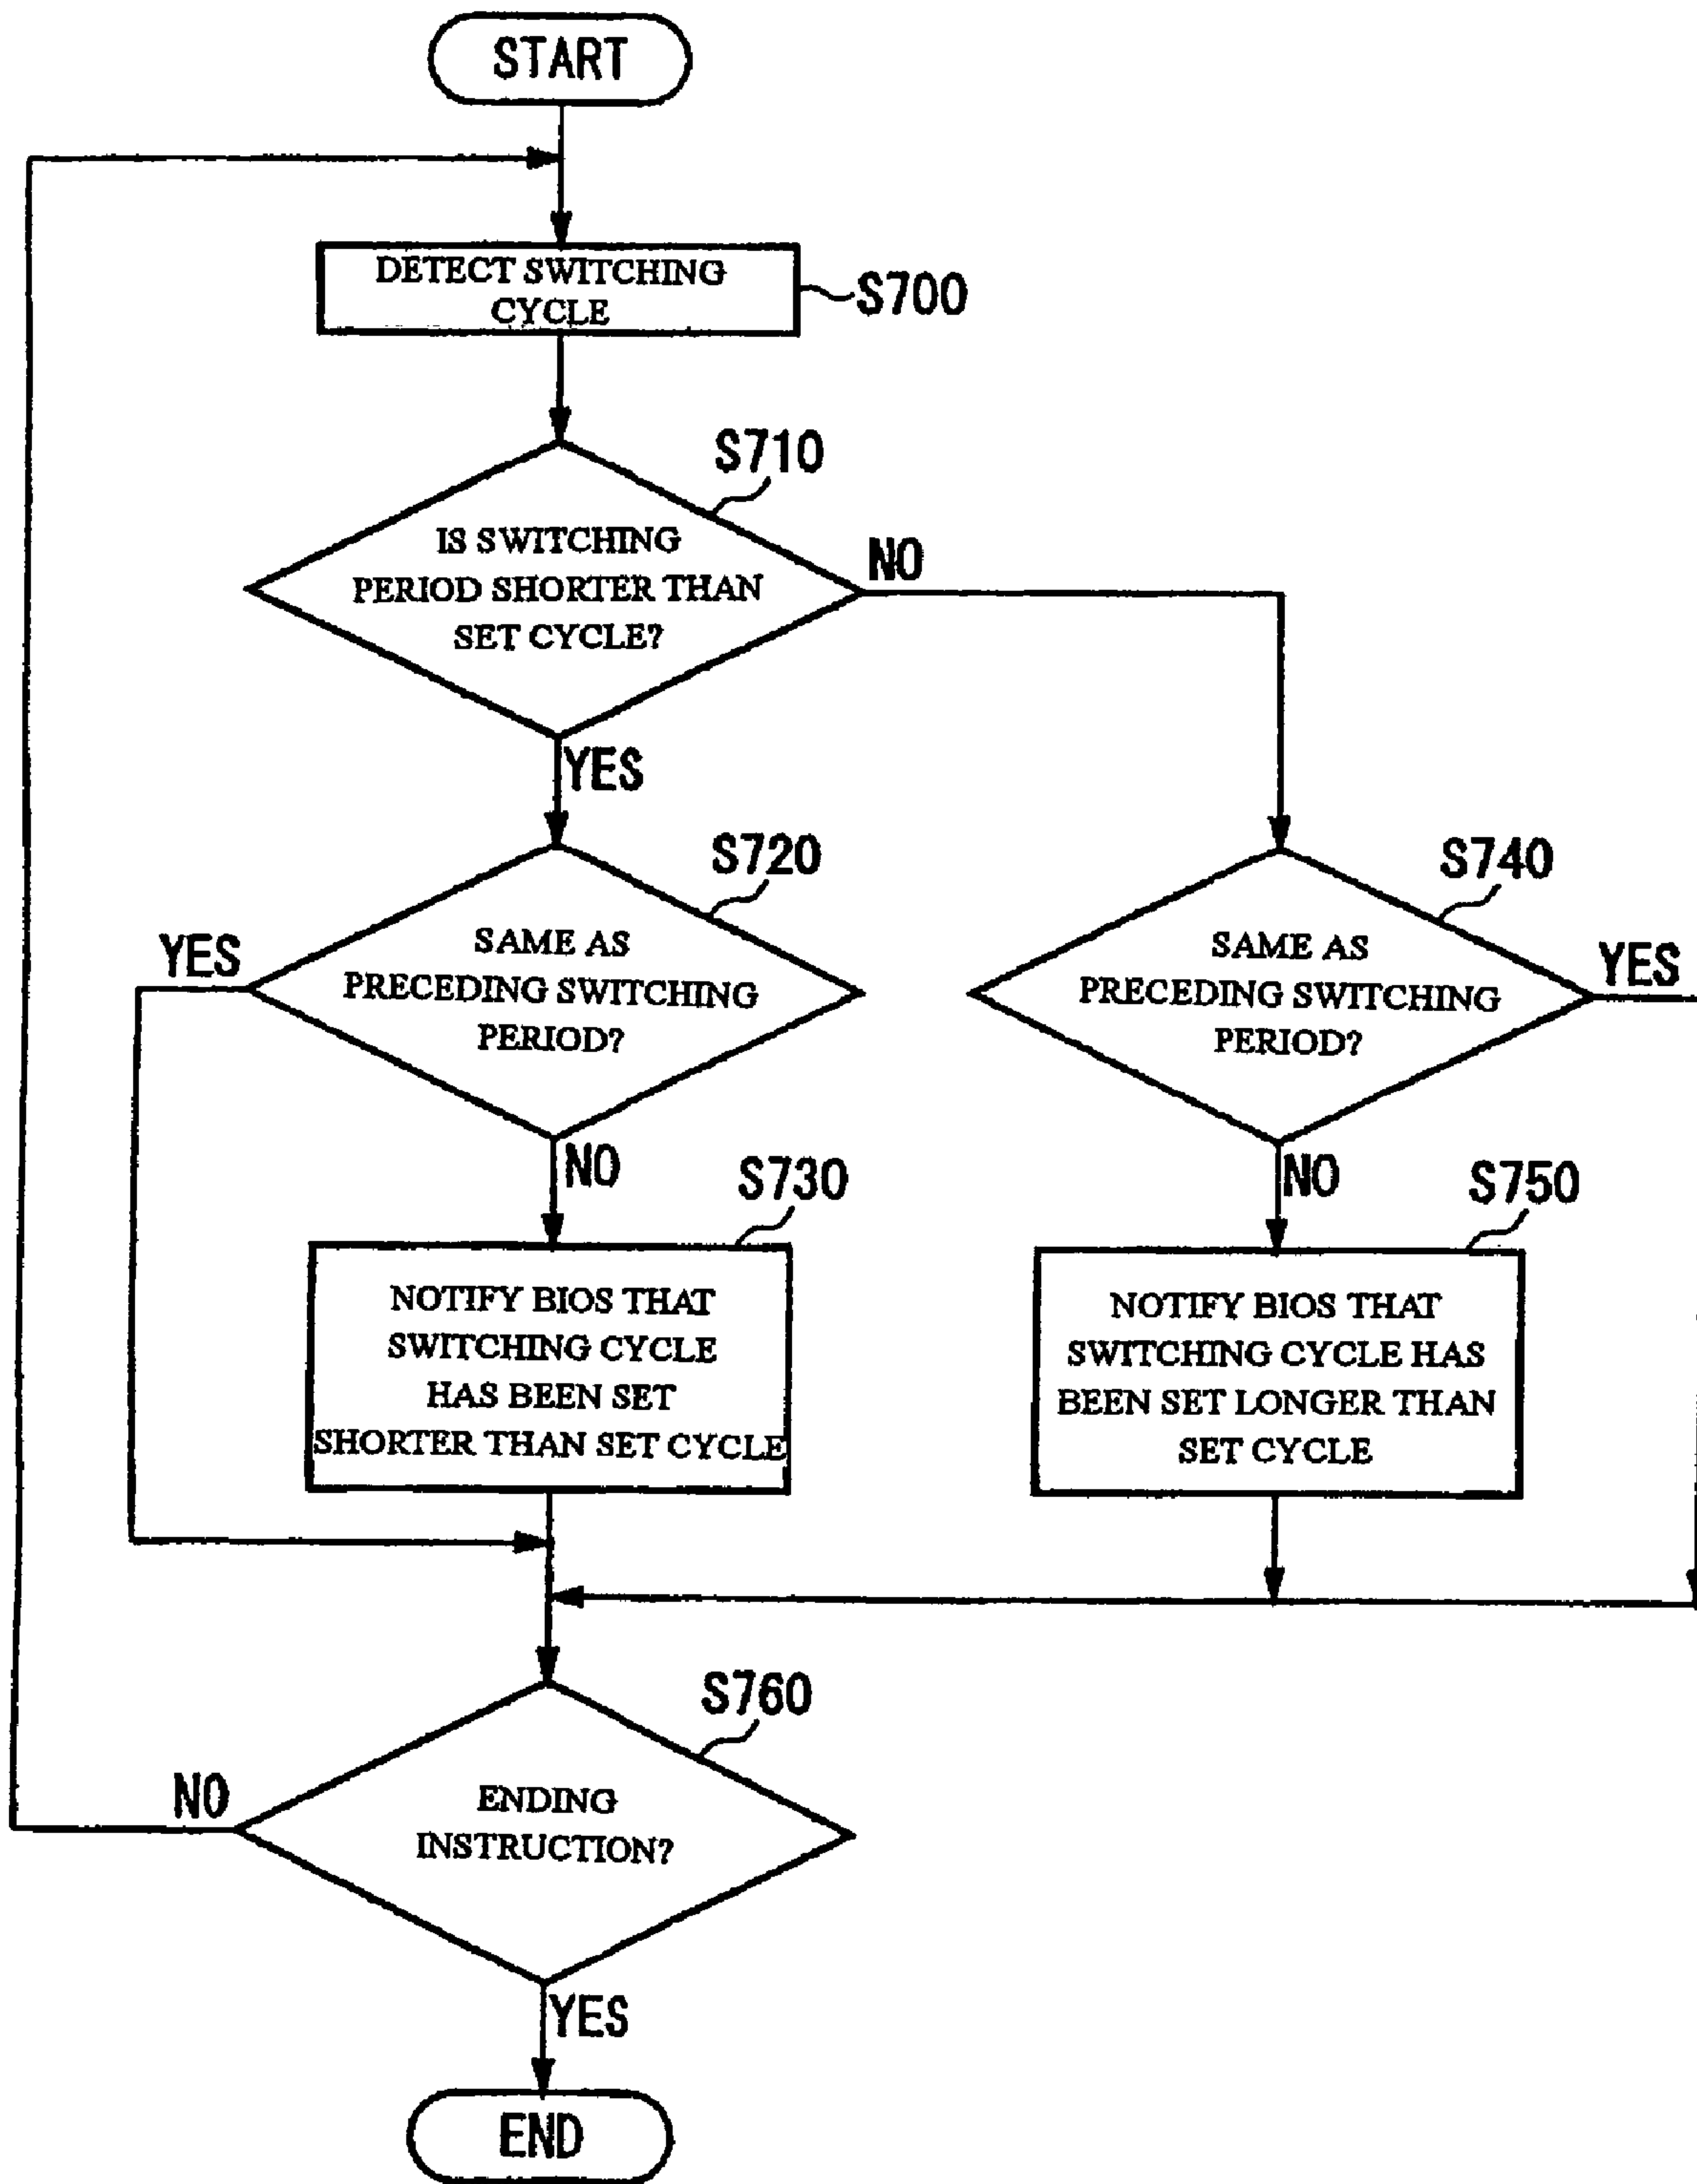 START
DETECT SWITCHING
CYCLE
S700
S710
IS SWITCHING
PERIOD SHORTER THAN
SET CYCLE?
NO
YES
S720
SAME AS
PRECEDING SWITCHING
PERIOD?
YES
NO
S740
SAME AS
PRECEDING SWITCHING
PERIOD?
YES
NO
S730
NOTIFY BIOS THAT
SWITCHING CYCLE
HAS BEEN SET
SHORTER THAN SET CYCLE
S750
NOTIFY BIOS THAT
SWITCHING CYCLE HAS
BEEN SET LONGER THAN
SET CYCLE
S760
ENDING
INSTRUCTION?
NO
YES
END